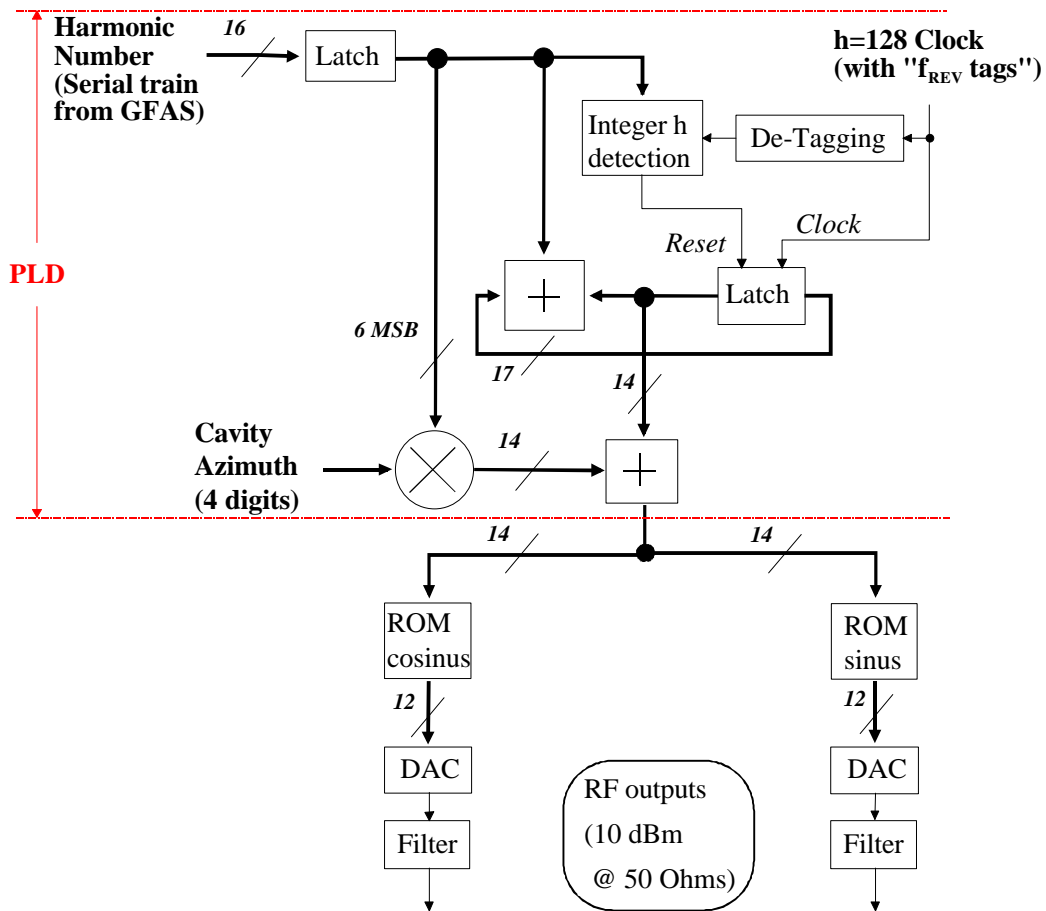 Harmonic
Number
(Serial train
from GFAS)
16
Latch
h=128 Clock
(with "fREV tags")
Integer h
detection
De-Tagging
Reset
Clock
PLD
+
Latch
6 MSB
17
14
Cavity
Azimuth
(4 digits)
14
+
14
14
ROM
cosinus
ROM
sinus
12
12
DAC
DAC
RF outputs
(10 dBm
@ 50 Ohms)
Filter
Filter